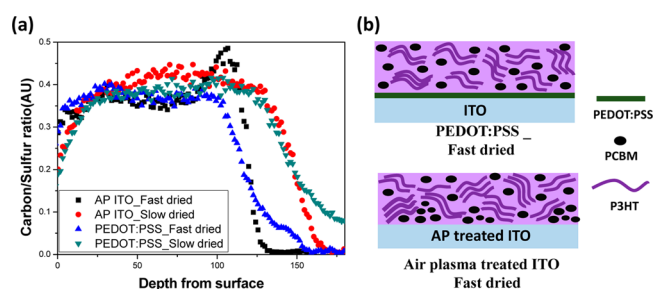 (a)
Carbon/Sulfur ratio(AU)
0.5
0.4
0.3
0.2
0.1
0.0
AP ITO_Fast dried
AP ITO_Slow dried
PEDOT:PSS_Fast dried
PEDOT:PSS_Slow dried
0 50 100 150
Depth from surface
(b)
ITO
PEDOT:PSS _
Fast dried
AP treated ITO
Air plasma treated ITO
Fast dried
PEDOT:PSS
PCBM
P3HT